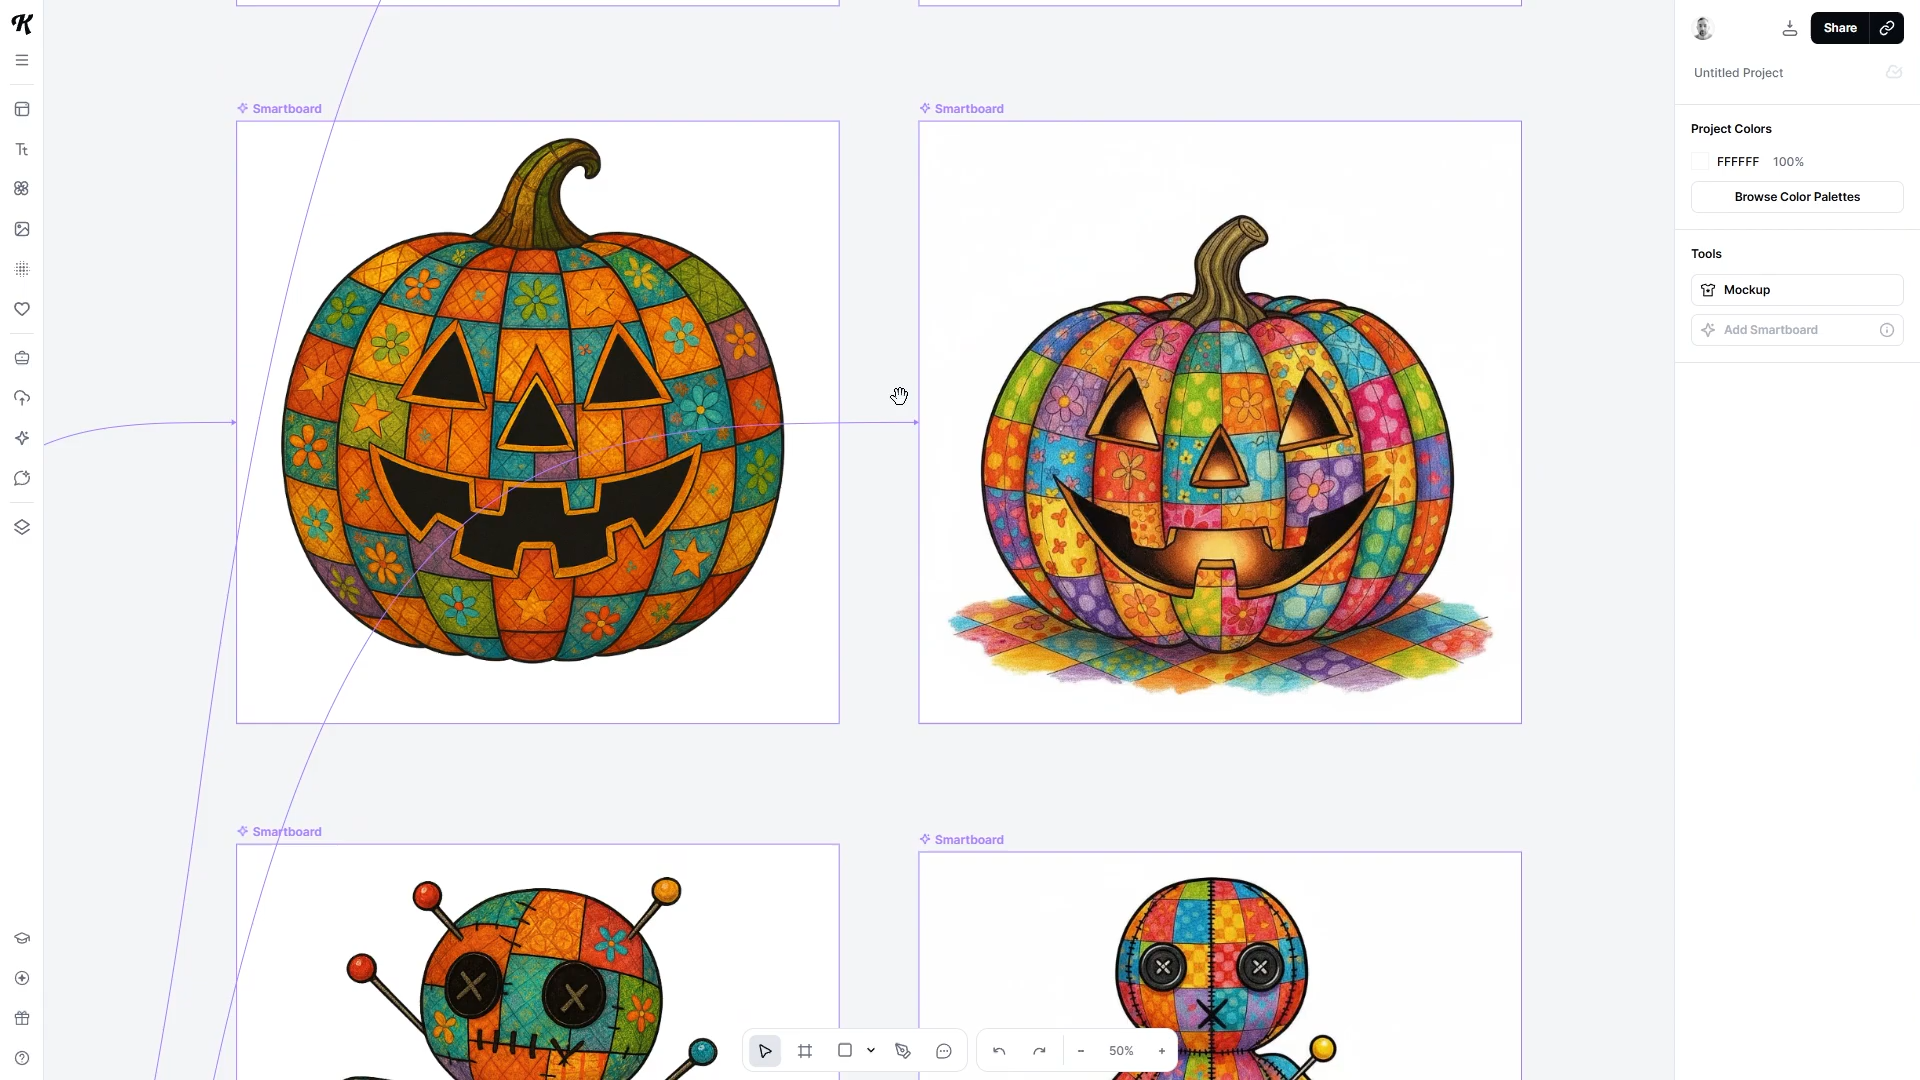 K
Share
Untitled Project
Tt
Smartboard
Smartboard
Project Colors
FFFFFF 100%
Browse Color Palettes
Tools
Mockup
Add Smartboard
Smartboard
Smartboard
50%